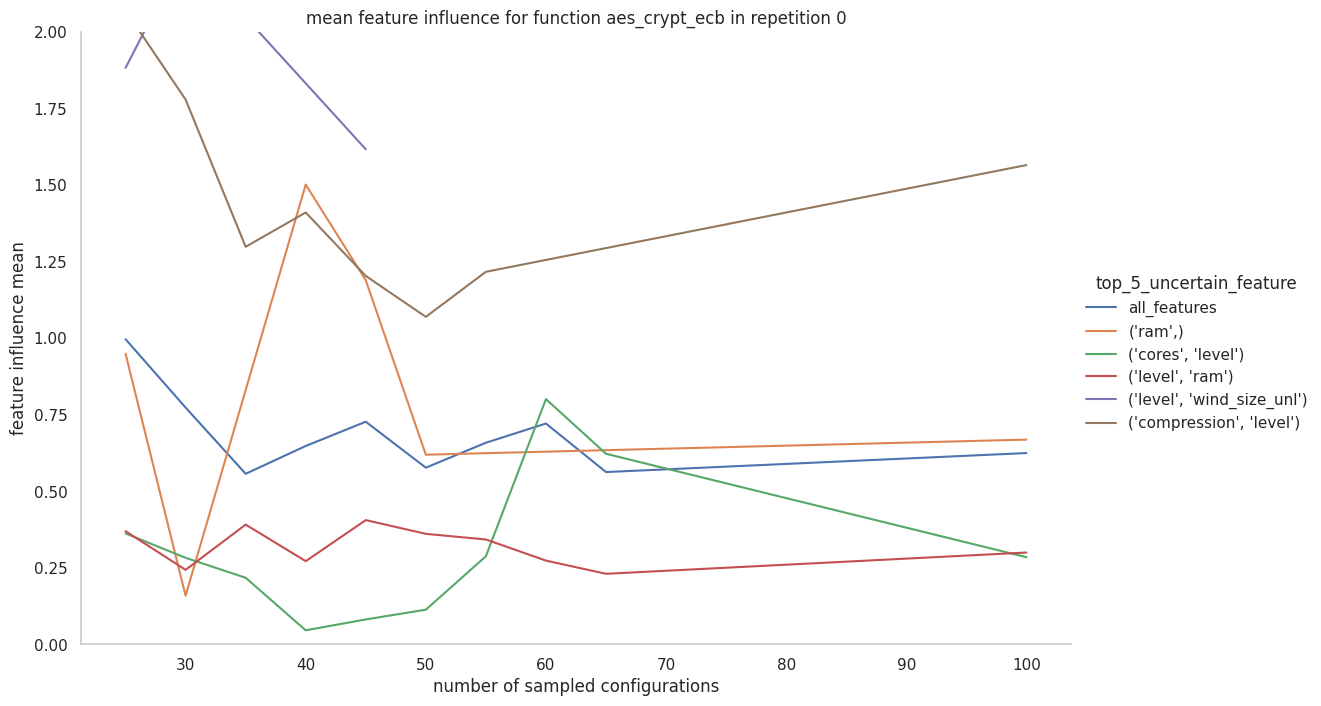 mean feature influence for function aes_crypt_ecb in repetition 0
2.00
1.75
1.50
1.25
1.00
0.75
0.50
0.25
0.00
feature influence mean
30 40 50 60 70 80 90 100
number of sampled configurations
top_5_uncertain_feature
all_features
('ram',)
('cores', 'level')
('level', 'ram')
('level', 'wind_size_unl')
('compression', 'level')